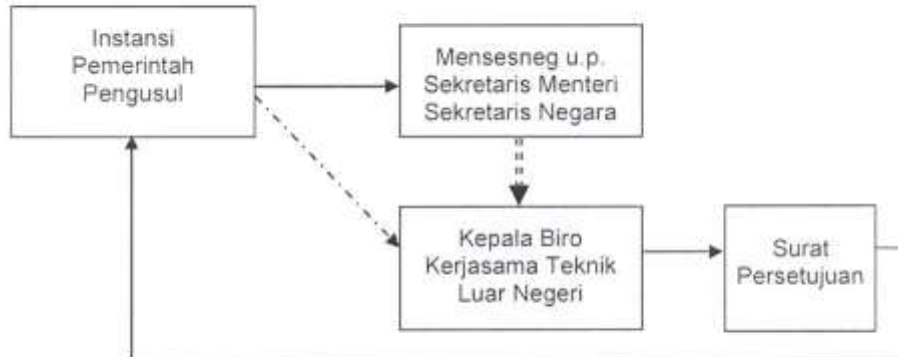 Instansi
Pemerintah
Pengusul
Mensesneg u.p.
Sekretaris Menteri
Sekretaris Negara
Kepala Biro
Kerjasama Teknik
Luar Negeri
Surat
Persetujuan